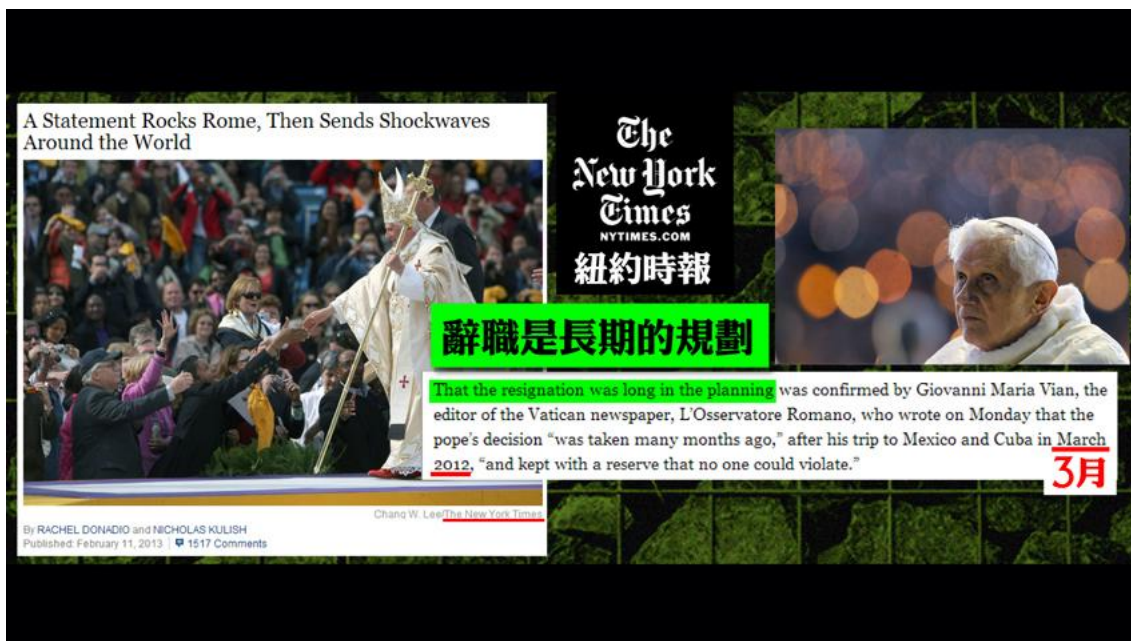 A Statement Rocks Rome, Then Sends Shockwaves
Around the World
Chang W. Lee/The New York Times
By RACHEL DONADIO and NICHOLAS KULISH
Published: February 11, 2013
1517 Comments
The
New York
Times
NYTIMES.COM
紐約時報
辭職是長期的規劃
That the resignation was long in the planning was confirmed by Giovanni Maria Vian, the
editor of the Vatican newspaper, L’Osservatore Romano, who wrote on Monday that the
pope’s decision “was taken many months ago,” after his trip to Mexico and Cuba in March
2012, “and kept with a reserve that no one could violate.”
3月